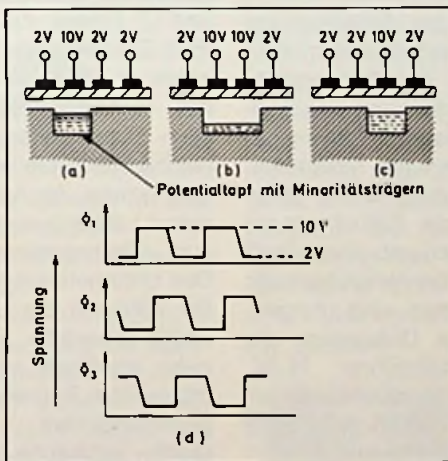 2V 10V 2V 2V 2V 10V 10V 2V 2V 2V 10V 2V
(a) (b) (c)
Potentialtopf mit Minoritätsträgern
ϕ1
10 V
2V
ϕ2
Spannung
ϕ3
(d)